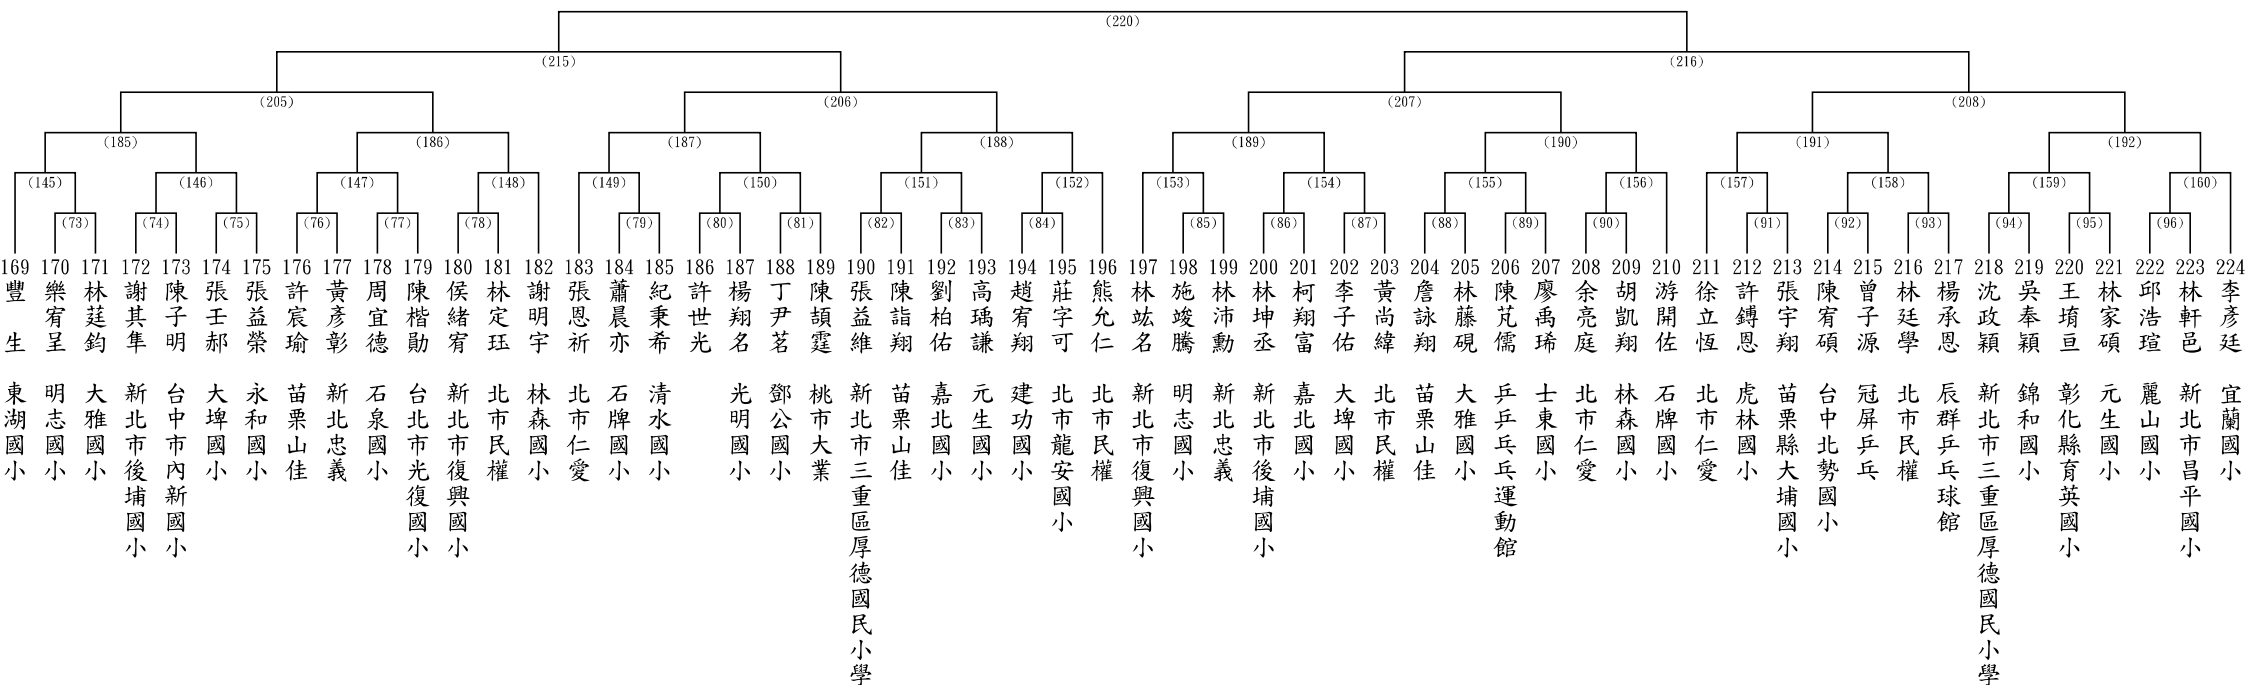 (220)
(215) (216)
(205) (206) (207) (208)
(185) (186) (187) (188) (189) (190) (191) (192)
(145) (146) (147) (148) (149) (150) (151) (152) (153) (154) (155) (156) (157) (158) (159) (160)
(73) (74) (75) (76) (77) (78) (79) (80) (81) (82) (83) (84) (85) (86) (87) (88) (89) (90) (91) (92) (93) (94) (95) (96)
169 豐生 東湖國小
170 樂宥呈 明志國小
171 林莛鈞 大雅國小
172 謝其隼 新北市後埔國小
173 陳子明 台中市內新國小
174 張壬郝 大埤國小
175 張益榮 永和國小
176 許宸瑜 苗栗山佳
177 黃彥彰 新北忠義
178 周宜德 石泉國小
179 陳楷勛 台北市光復國小
180 侯緒宥 新北市復興國小
181 林定珏 北市民權
182 謝明宇 林森國小
183 張恩祈 北市仁愛
184 蕭晨亦 石牌國小
185 紀秉希 清水國小
186 許世光
187 楊翔名 光明國小
188 丁尹茗 鄧公國小
189 陳頡霆 桃市大業
190 張益維 新北市三重區厚德國民小學
191 陳詣翔 苗栗山佳
192 劉柏佑 嘉北國小
193 高瑀謙 元生國小
194 趙宥翔 建功國小
195 莊字可 北市龍安國小
196 熊允仁 北市民權
197 林竑名 新北市復興國小
198 施竣騰 明志國小
199 林沛勳 新北忠義
200 林坤丞 新北市後埔國小
201 柯翔富 嘉北國小
202 李子佑 大埤國小
203 黃尚緯 北市民權
204 詹詠翔 苗栗山佳
205 林藤硯 大雅國小
206 陳芃儒 乒乒乓乓運動館
207 廖禹琋 士東國小
208 余亮庭 北市仁愛
209 胡凱翔 林森國小
210 游開佐 石牌國小
211 徐立恆 北市仁愛
212 許鎛恩 虎林國小
213 張宇翔 苗栗縣大埔國小
214 陳宥碩 台中北勢國小
215 曾子源 冠屏乒乓
216 林廷學 北市民權
217 楊承恩 辰群乒乓球館
218 沈政穎 新北市三重區厚德國民小學
219 吳奉穎 錦和國小
220 王堉亘 彰化縣育英國小
221 林家碩 元生國小
222 邱浩瑄 麗山國小
223 林軒邑 新北市昌平國小
224 李彥廷 宜蘭國小